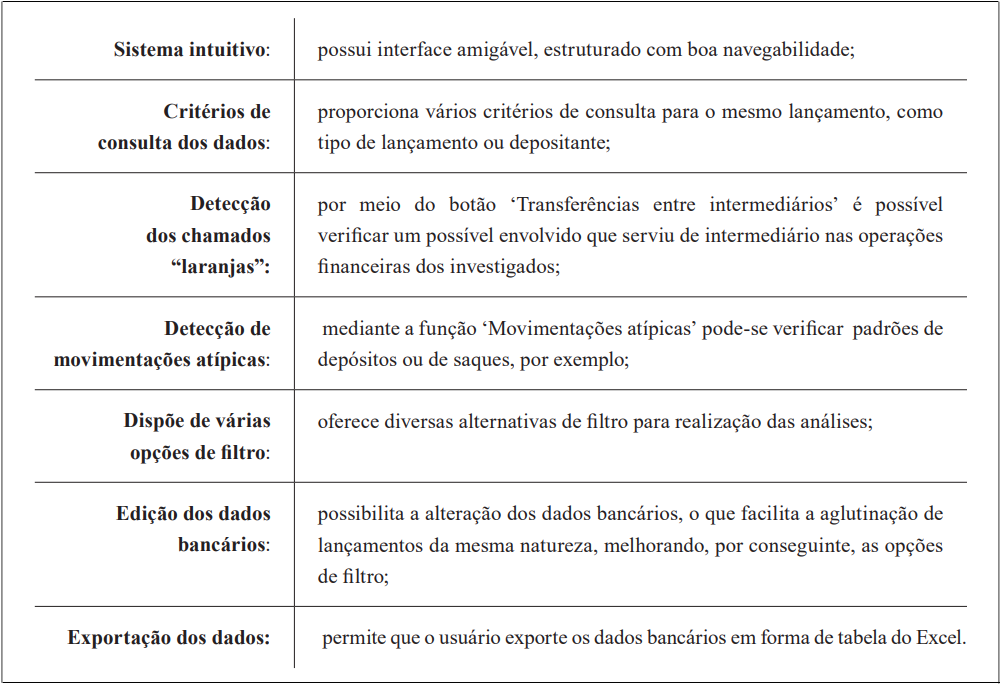 Sistema intuitivo: possui interface amigável, estruturado com boa navegabilidade;
Critérios de
consulta dos dados:
proporciona vários critérios de consulta para o mesmo lançamento, como
tipo de lançamento ou depositante;
Detecção
dos chamados
“laranjas”:
por meio do botão ‘Transferências entre intermediários’ é possível
verificar um possível envolvido que serviu de intermediário nas operações
financeiras dos investigados;
Detecção de
movimentações atípicas:
mediante a função ‘Movimentações atípicas’ pode-se verificar padrões de
depósitos ou de saques, por exemplo;
Dispõe de várias
opções de filtro:
oferece diversas alternativas de filtro para realização das análises;
Edição dos dados
bancários:
possibilita a alteração dos dados bancários, o que facilita a aglutinação de
lançamentos da mesma natureza, melhorando, por conseguinte, as opções
de filtro;
Exportação dos dados: permite que o usuário exporte os dados bancários em forma de tabela do Excel.